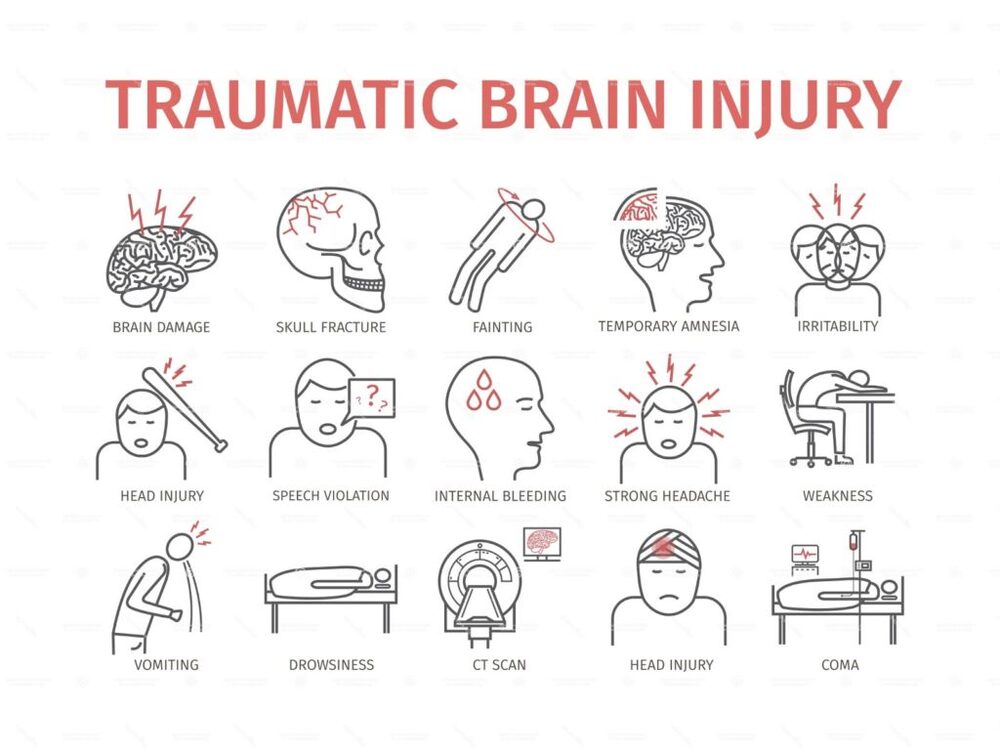 TRAUMATIC BRAIN INJURY
BRAIN DAMAGE
SKULL FRACTURE
FAINTING
TEMPORARY AMNESIA
IRRITABILITY
? ? ?
HEAD INJURY
SPEECH VIOLATION
INTERNAL BLEEDING
STRONG HEADACHE
WEAKNESS
VOMITING
DROWSINESS
CT SCAN
HEAD INJURY
COMA